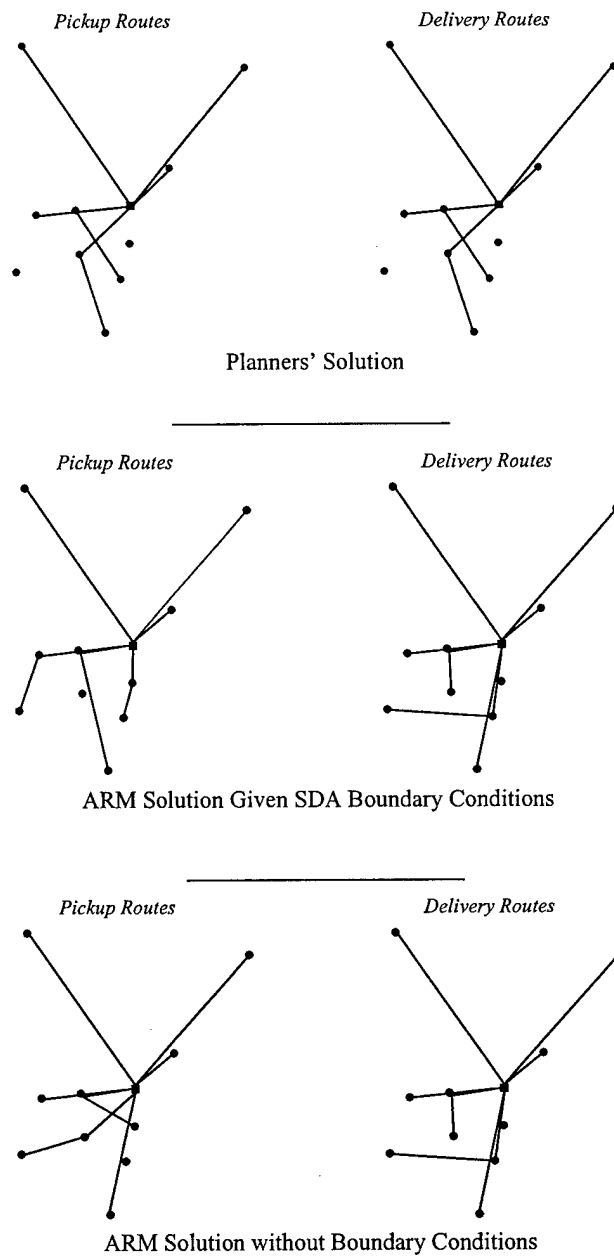 Pickup Routes
Delivery Routes
Planners' Solution
Pickup Routes
Delivery Routes
ARM Solution Given SDA Boundary Conditions
Pickup Routes
Delivery Routes
ARM Solution without Boundary Conditions